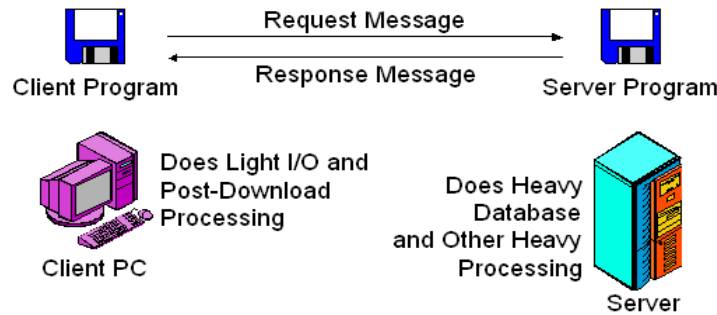 Request Message
Response Message
Client Program
Server Program
Does Light I/O and
Post-Download
Processing
Client PC
Does Heavy
Database
and Other Heavy
Processing
Server